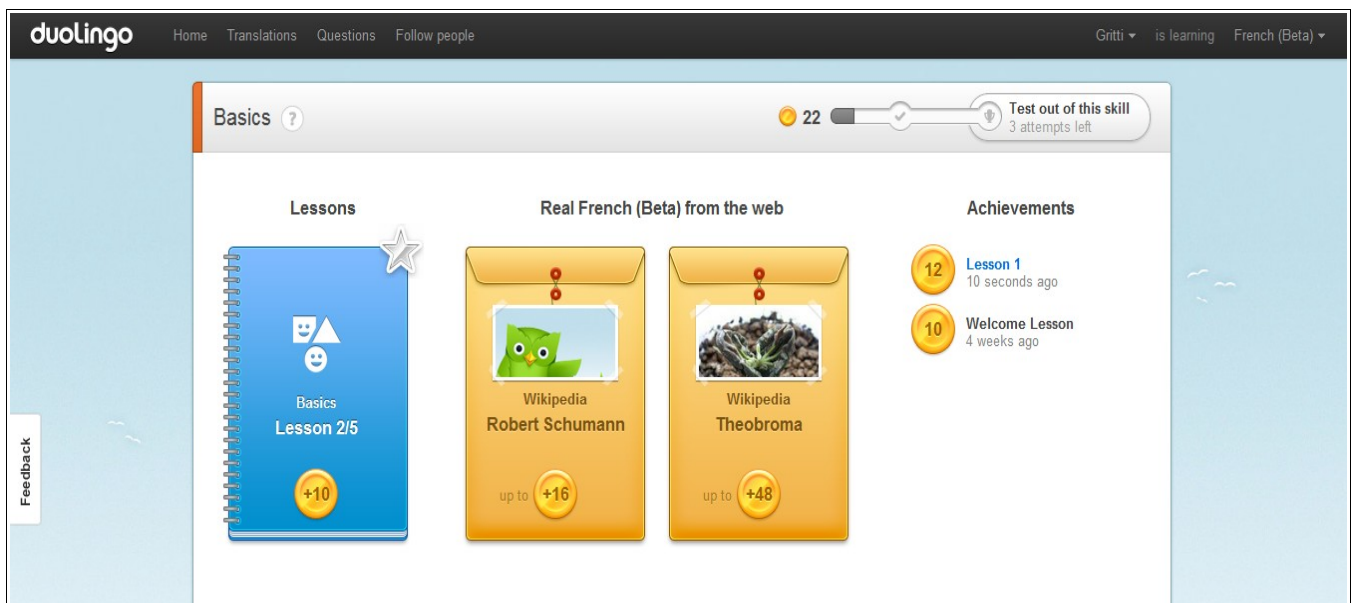 duolingo Home Translations Questions Follow people Gritti is learning French (Beta)
Basics ? 22 Test out of this skill
3 attempts left
Lessons
Basics
Lesson 2/5
+10
Real French (Beta) from the web
Wikipedia
Robert Schumann
up to +16
Wikipedia
Theobroma
up to +48
Achievements
12 Lesson 1
10 seconds ago
10 Welcome Lesson
4 weeks ago
Feedback